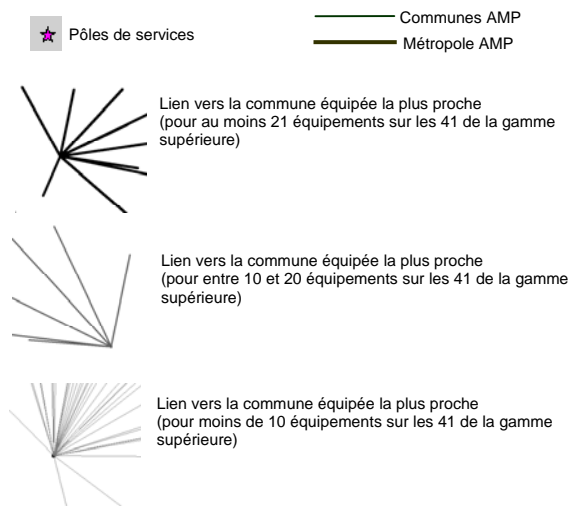 Pôles de services
Communes AMP
Métropole AMP
Lien vers la commune équipée la plus proche
(pour au moins 21 équipements sur les 41 de la gamme
supérieure)
Lien vers la commune équipée la plus proche
(pour entre 10 et 20 équipements sur les 41 de la gamme
supérieure)
Lien vers la commune équipée la plus proche
(pour moins de 10 équipements sur les 41 de la gamme
supérieure)